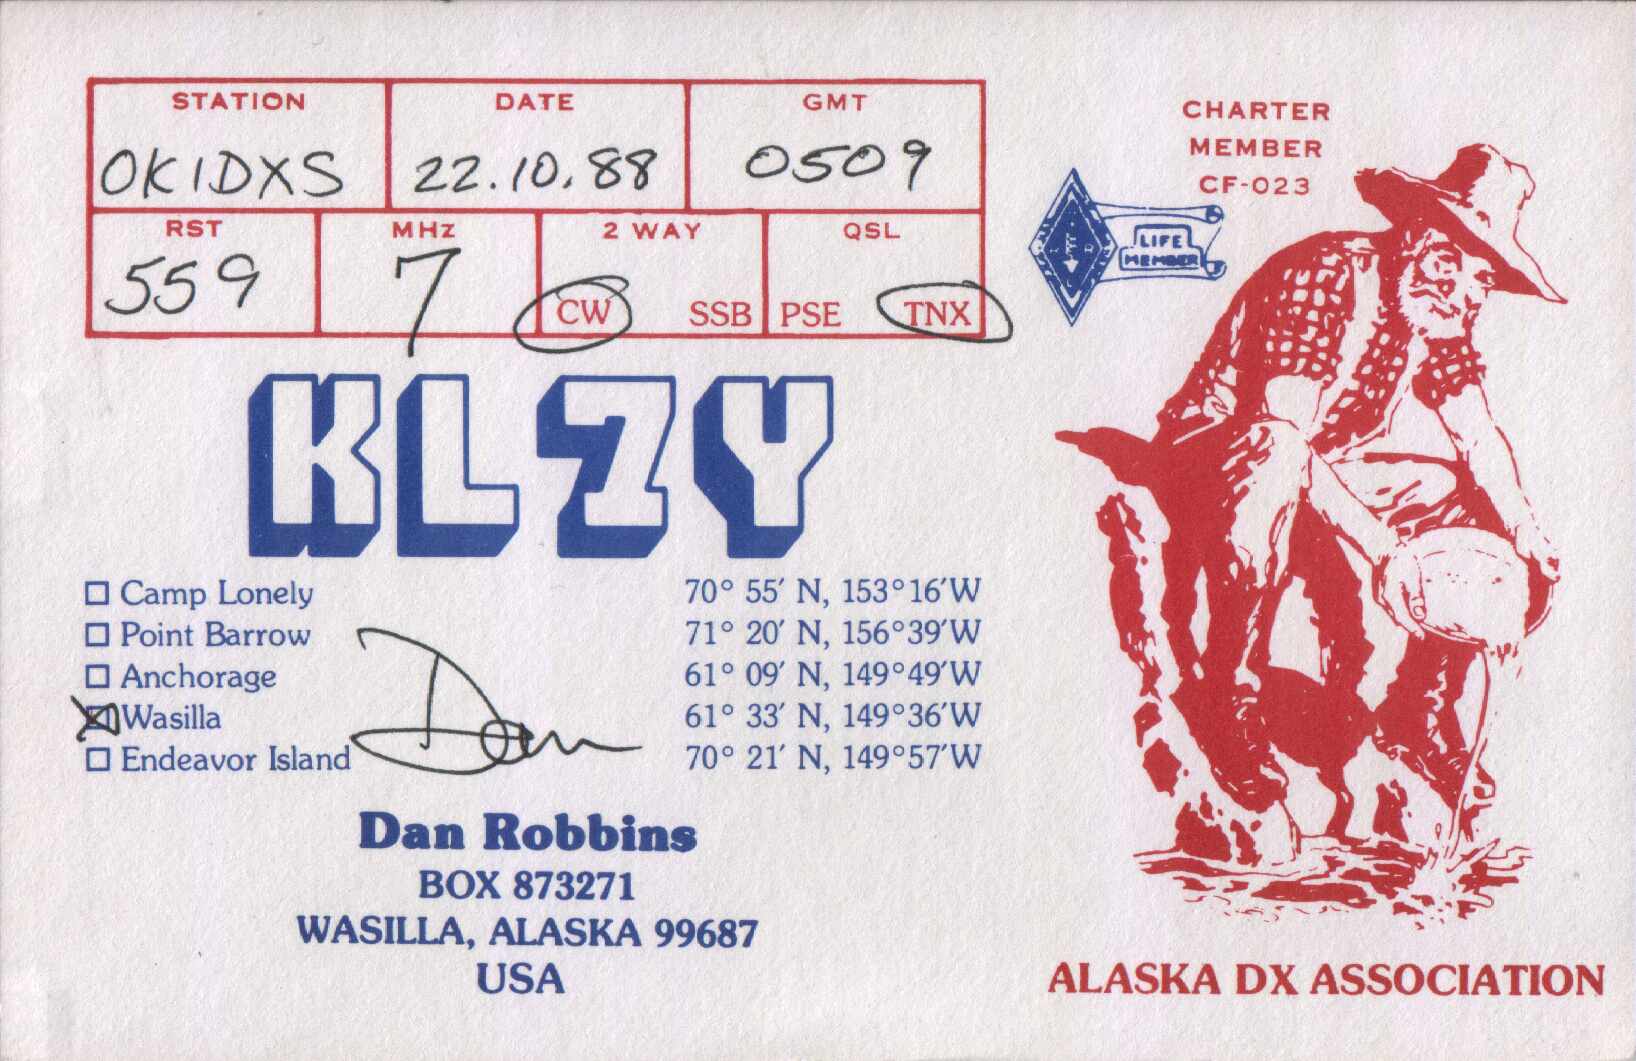 STATION DATE GMT
OK1DXS 22.10.88 0509
RST MHz 2 WAY QSL
559 7 CW SSB PSE TNX
CHARTER
MEMBER
CF-023
LIFE
MEMBER
KL7Y
Camp Lonely 70° 55′ N, 153°16′W
Point Barrow 71° 20′ N, 156°39′W
Anchorage 61° 09′ N, 149°49′W
Wasilla 61° 33′ N, 149°36′W
Endeavor Island 70° 21′ N, 149°57′W
Dan
Dan Robbins
BOX 873271
WASILLA, ALASKA 99687
USA
ALASKA DX ASSOCIATION